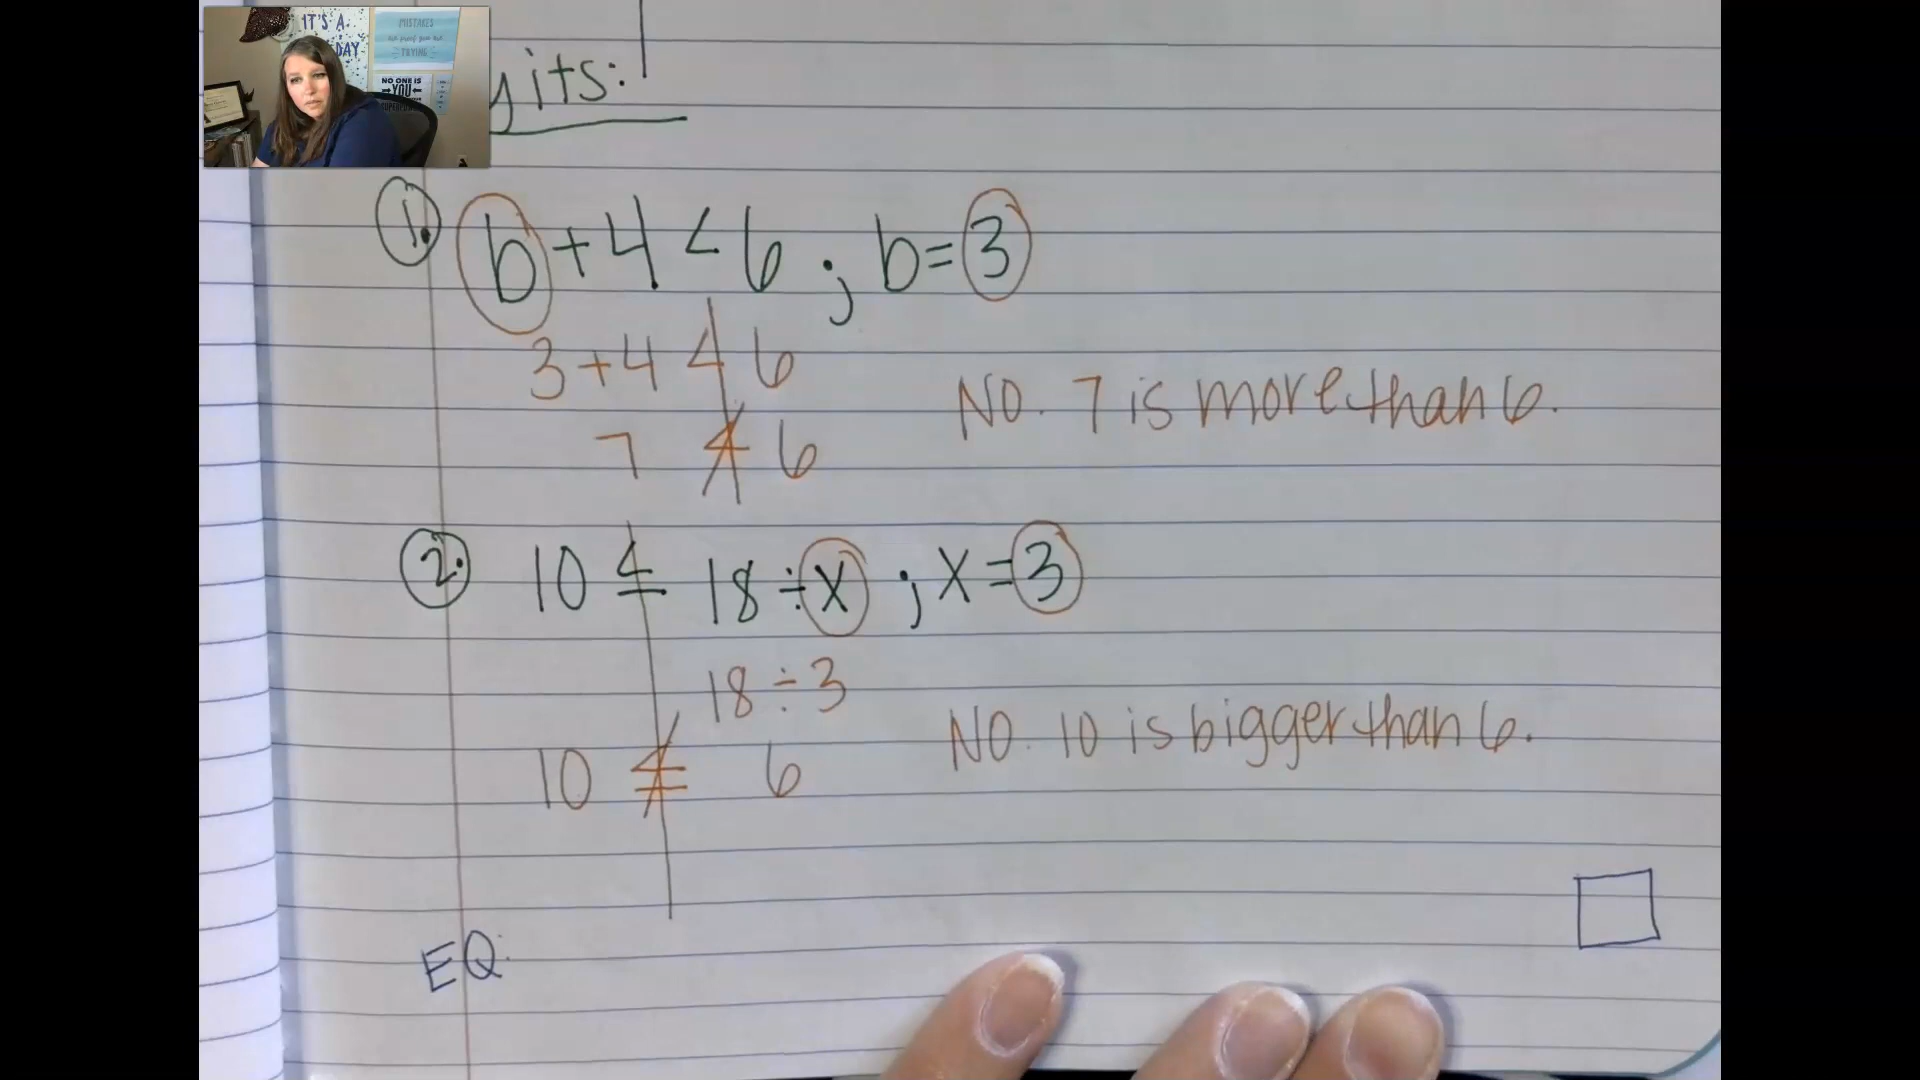 IT'S A
DAY
MISTAKES
TRYING
NO ONE IS
YOU
gits:
1. b + 4 < 6 ; b = 3
3 + 4 < 6
7 ≮ 6
NO. 7 is more than 6.
2. 10 ≤ 18 ÷ x ; x = 3
18 ÷ 3
10 ≰ 6
NO. 10 is bigger than 6.
EQ: